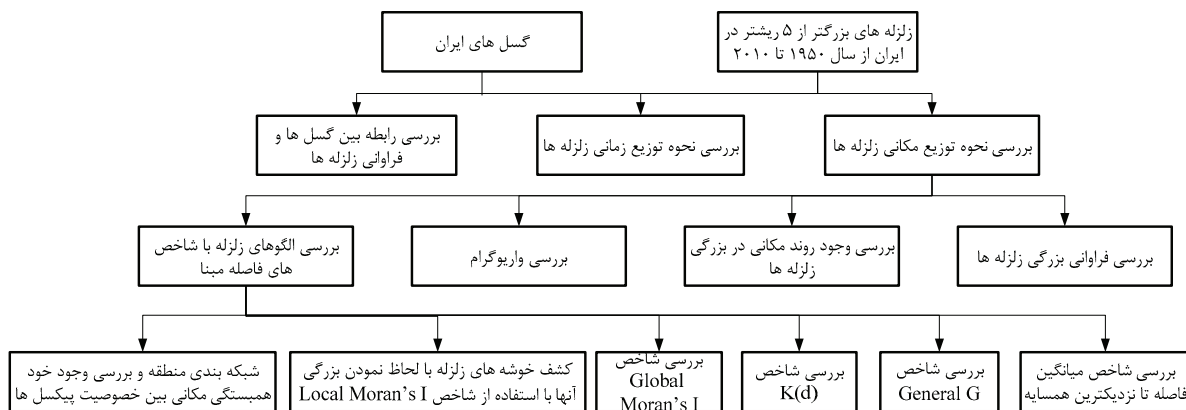 زلزله های بزرگتر از ۵ ریشتر در
ایران از سال ۱۹۵۰ تا ۲۰۱۰
گسل های ایران
بررسی نحوه توزیع مکانی زلزله ها
بررسی نحوه توزیع زمانی زلزله ها
بررسی رابطه بین گسل ها و
فراوانی زلزله ها
بررسی فراوانی بزرگی زلزله ها
بررسی وجود روند مکانی در بزرگی
زلزله ها
بررسی واریوگرام
بررسی الگوهای زلزله با شاخص
های فاصله مبنا
بررسی شاخص میانگین
فاصله تا نزدیکترین همسایه
بررسی شاخص
General G
بررسی شاخص
K(d)
بررسی شاخص
Global
Moran's I
کشف خوشه های زلزله با لحاظ نمودن بزرگی
آنها با استفاده از شاخص Local Moran's I
شبکه بندی منطقه و بررسی وجود خود
همبستگی مکانی بین خصوصیت پیکسل ها